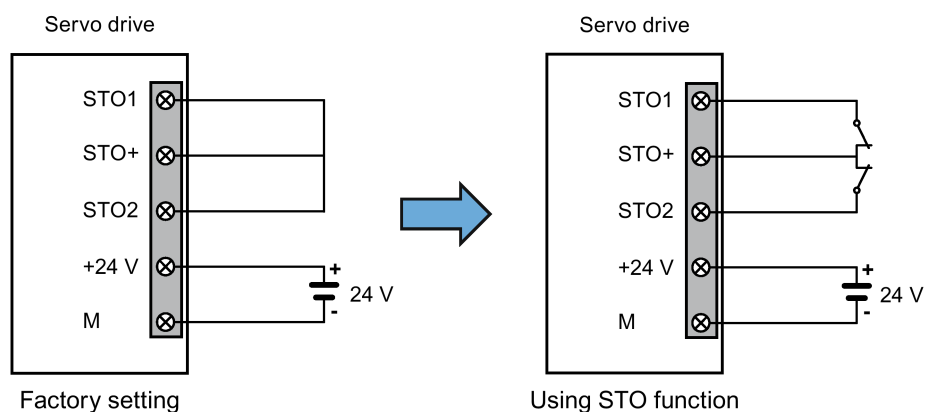 Servo drive
STO1
STO+
STO2
+24 V
M
+
24 V
-
Factory setting
Servo drive
STO1
STO+
STO2
+24 V
M
+
24 V
-
Using STO function